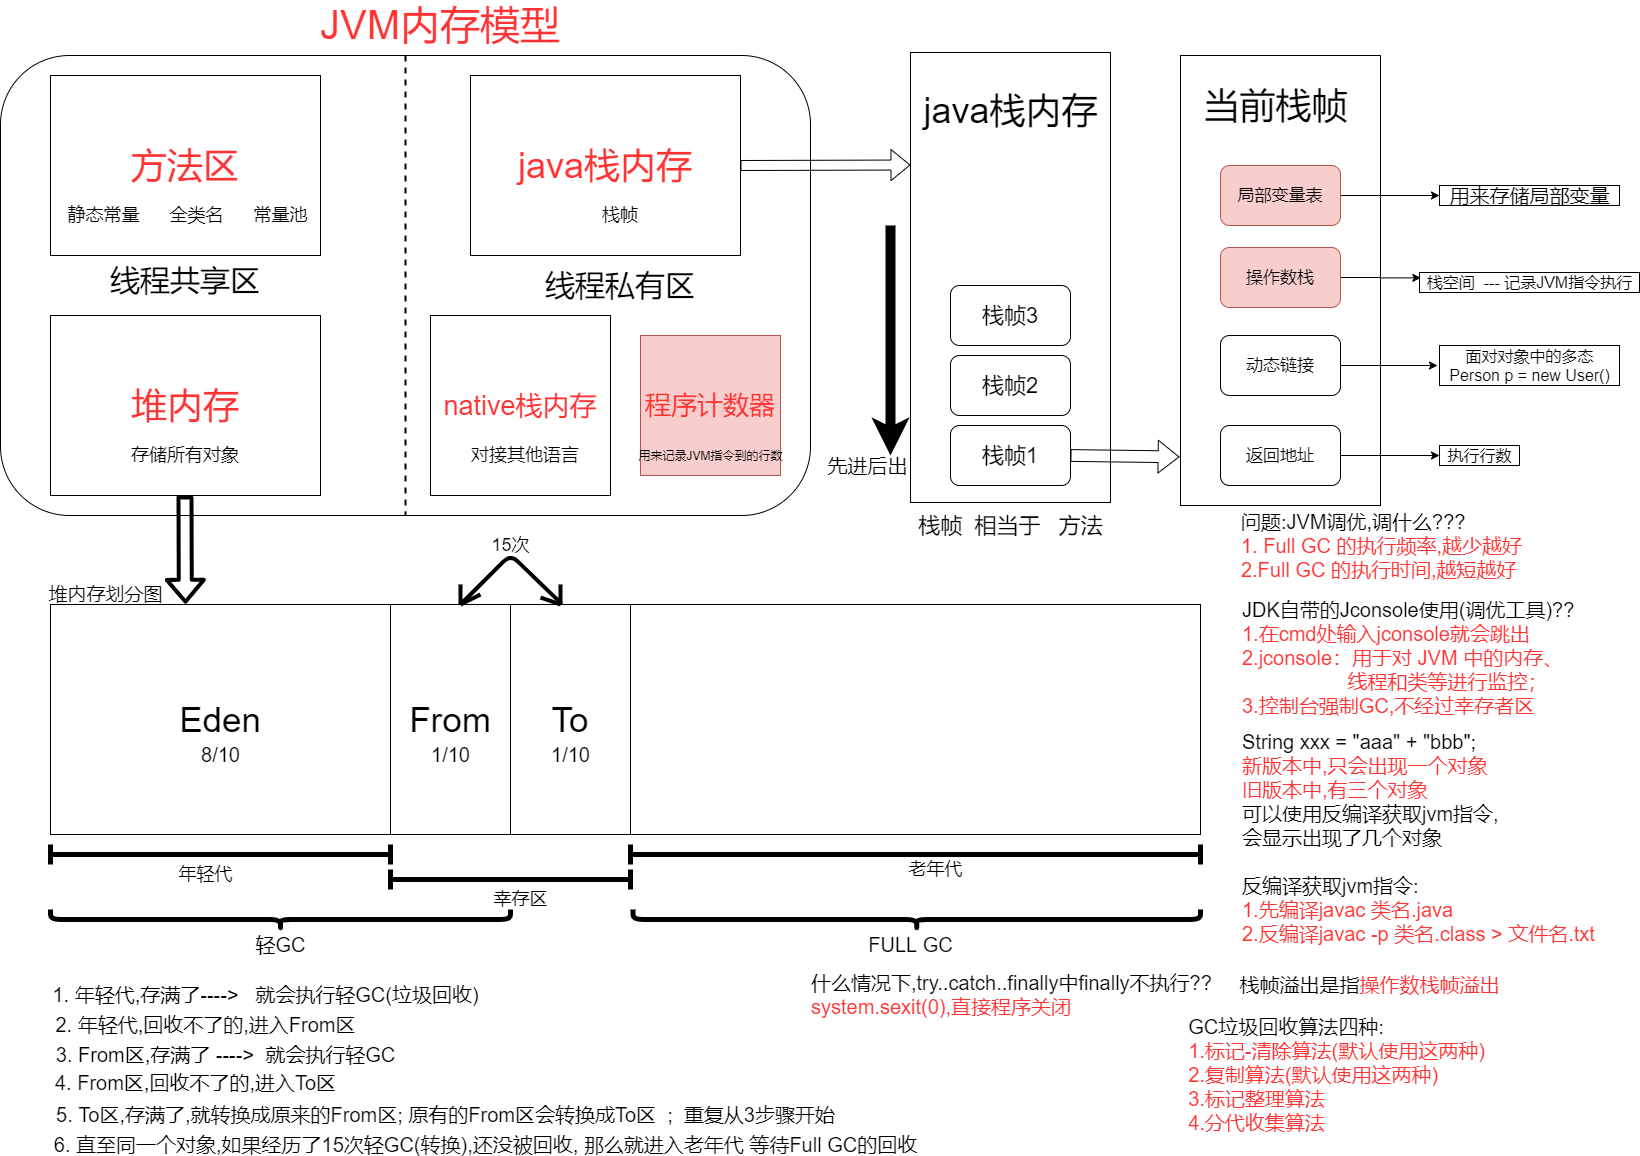 JVM内存模型
方法区
静态常量 全类名 常量池
线程共享区
堆内存
存储所有对象
java栈内存
栈帧
线程私有区
native栈内存
对接其他语言
程序计数器
用来记录JVM指令到的行数
java栈内存
栈帧3
栈帧2
栈帧1
先进后出
栈帧 相当于 方法
当前栈帧
局部变量表
用来存储局部变量
操作数栈
栈空间 --- 记录JVM指令执行
动态链接
面对对象中的多态
Person p = new User()
返回地址
执行行数
堆内存划分图
15次
Eden
8/10
From
1/10
To
1/10
年轻代
幸存区
老年代
轻GC
FULL GC
1. 年轻代,存满了----> 就会执行轻GC(垃圾回收)
2. 年轻代,回收不了的,进入From区
3. From区,存满了 ----> 就会执行轻GC
4. From区,回收不了的,进入To区
5. To区,存满了,就转换成原来的From区; 原有的From区会转换成To区 ；重复从3步骤开始
6. 直至同一个对象,如果经历了15次轻GC(转换),还没被回收, 那么就进入老年代 等待Full GC的回收
什么情况下,try..catch..finally中finally不执行??
system.sexit(0),直接程序关闭
问题:JVM调优,调什么???
1. Full GC 的执行频率,越少越好
2.Full GC 的执行时间,越短越好
JDK自带的Jconsole使用(调优工具)??
1.在cmd处输入jconsole就会跳出
2.jconsole：用于对 JVM 中的内存、
线程和类等进行监控；
3.控制台强制GC,不经过幸存者区
String xxx = "aaa" + "bbb";
新版本中,只会出现一个对象
旧版本中,有三个对象
可以使用反编译获取jvm指令,
会显示出现了几个对象
反编译获取jvm指令:
1.先编译javac 类名.java
2.反编译javac -p 类名.class > 文件名.txt
栈帧溢出是指操作数栈帧溢出
GC垃圾回收算法四种:
1.标记-清除算法(默认使用这两种)
2.复制算法(默认使用这两种)
3.标记整理算法
4.分代收集算法